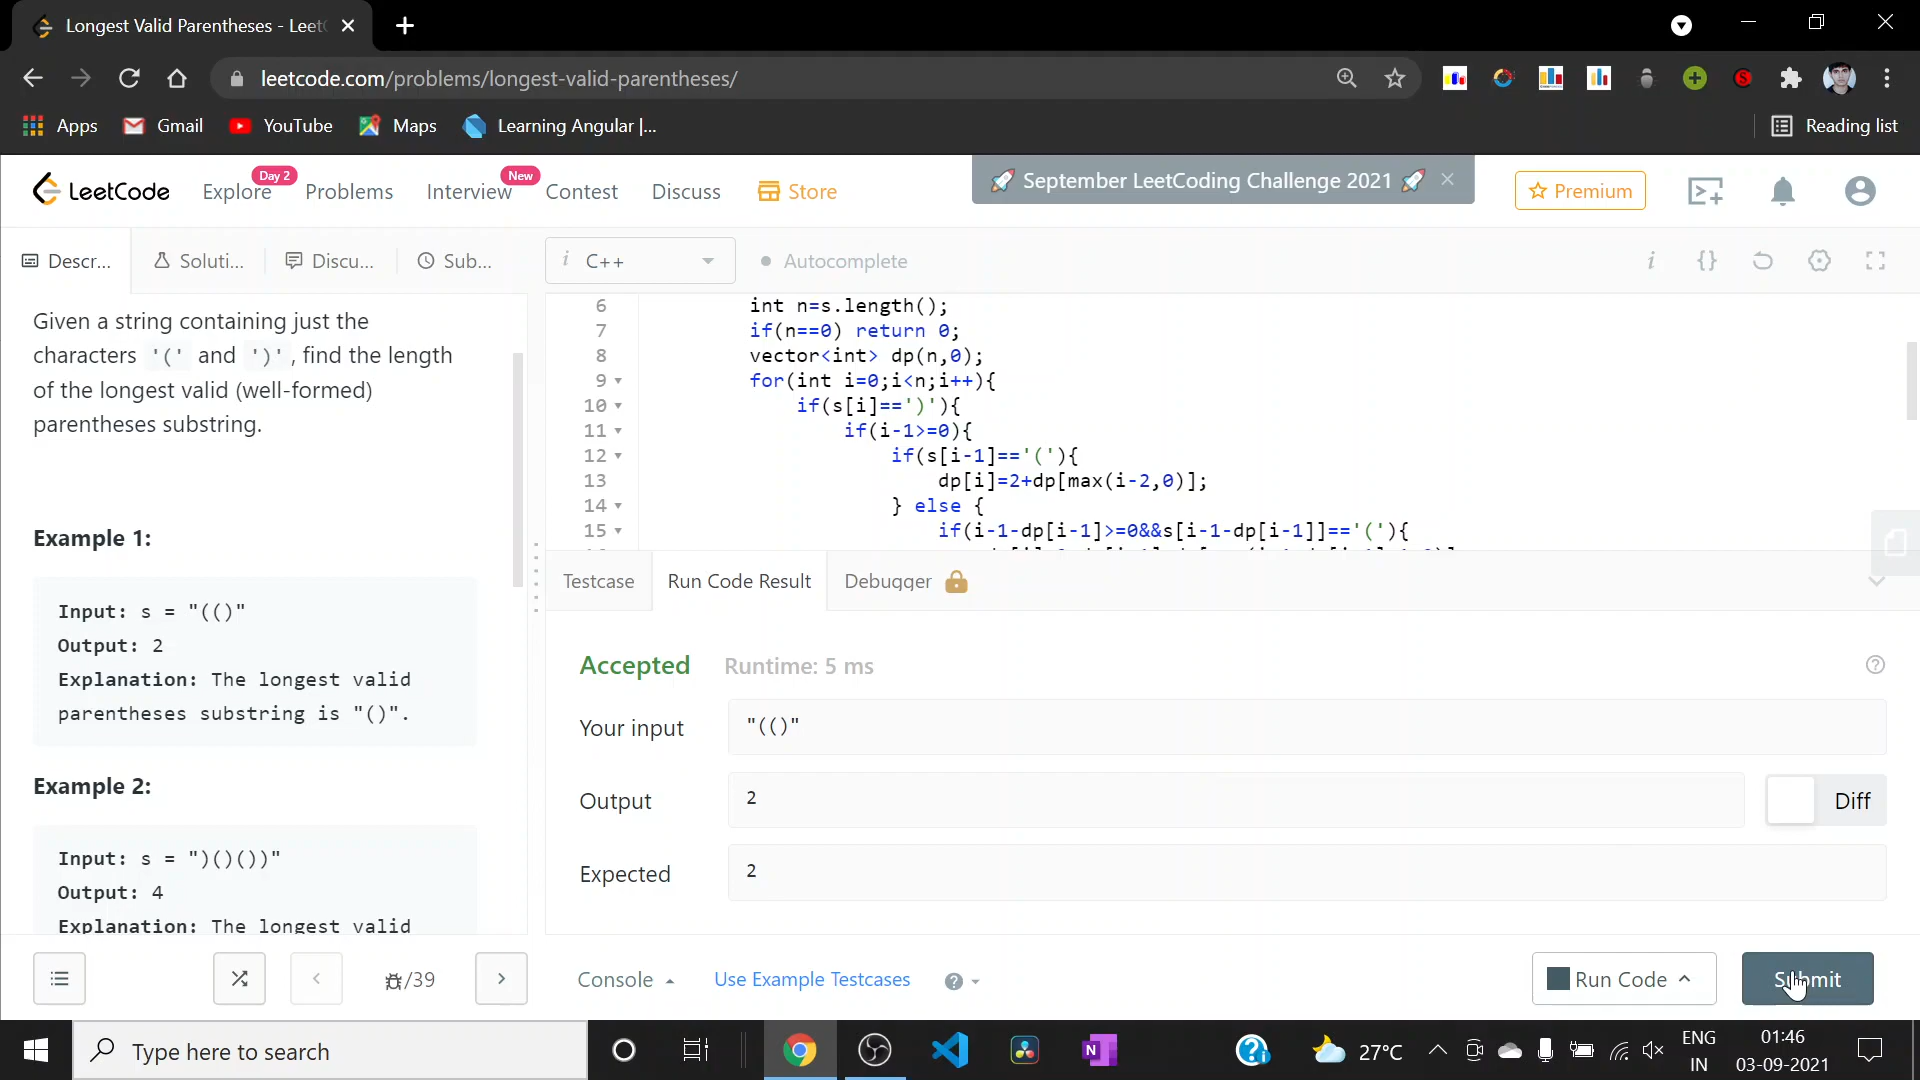 Longest Valid Parentheses - Leet
leetcode.com/problems/longest-valid-parentheses/
Apps
Gmail
YouTube
Maps
Learning Angular |...
Reading list
LeetCode
Explore
Day 2
Problems
Interview
New
Contest
Discuss
Store
🚀 September LeetCoding Challenge 2021 🚀
Premium
Descr...
Soluti...
Discu...
Sub...
i C++
Autocomplete
i {}
Given a string containing just the
characters '(' and ')', find the length
of the longest valid (well-formed)
parentheses substring.
Example 1:
Input: s = "(()"
Output: 2
Explanation: The longest valid
parentheses substring is "()".
Example 2:
Input: s = ")()())"
Output: 4
Explanation: The longest valid
6 int n=s.length();
7 if(n==0) return 0;
8 vector<int> dp(n,0);
9 for(int i=0;i<n;i++){
10 if(s[i]==')'){
11 if(i-1>=0){
12 if(s[i-1]=='('){
13 dp[i]=2+dp[max(i-2,0)];
14 } else {
15 if(i-1-dp[i-1]>=0&&s[i-1-dp[i-1]]=='('){
Testcase
Run Code Result
Debugger
Accepted Runtime: 5 ms
Your input "(()"
Output 2
Diff
Expected 2
/39
Console
Use Example Testcases
Run Code
Submit
Type here to search
27°C
ENG
IN
01:46
03-09-2021